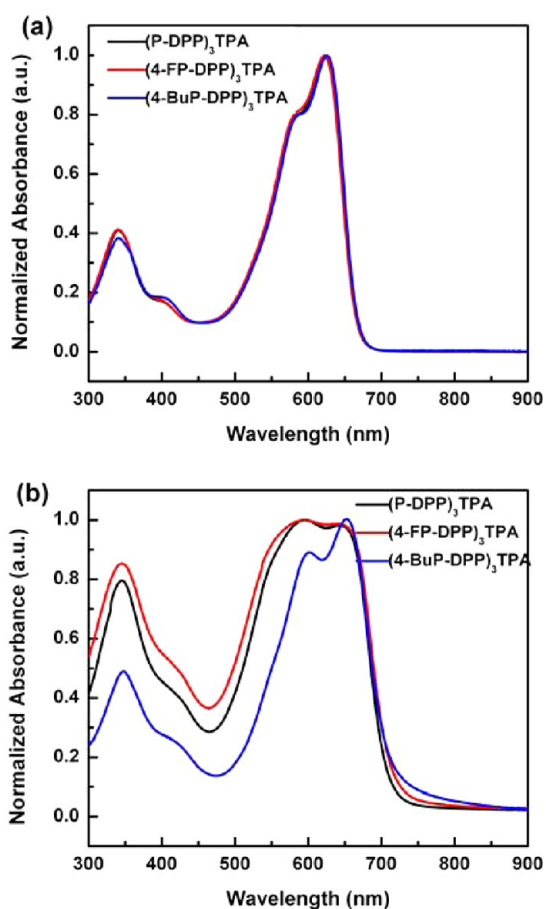 (a)
(P-DPP)₃TPA
(4-FP-DPP)₃TPA
(4-BuP-DPP)₃TPA
Normalized Absorbance (a.u.)
1.0
0.8
0.6
0.4
0.2
0.0
300 400 500 600 700 800 900
Wavelength (nm)
(b)
(P-DPP)₃TPA
(4-FP-DPP)₃TPA
(4-BuP-DPP)₃TPA
Normalized Absorbance (a.u.)
1.0
0.8
0.6
0.4
0.2
0.0
300 400 500 600 700 800 900
Wavelength (nm)